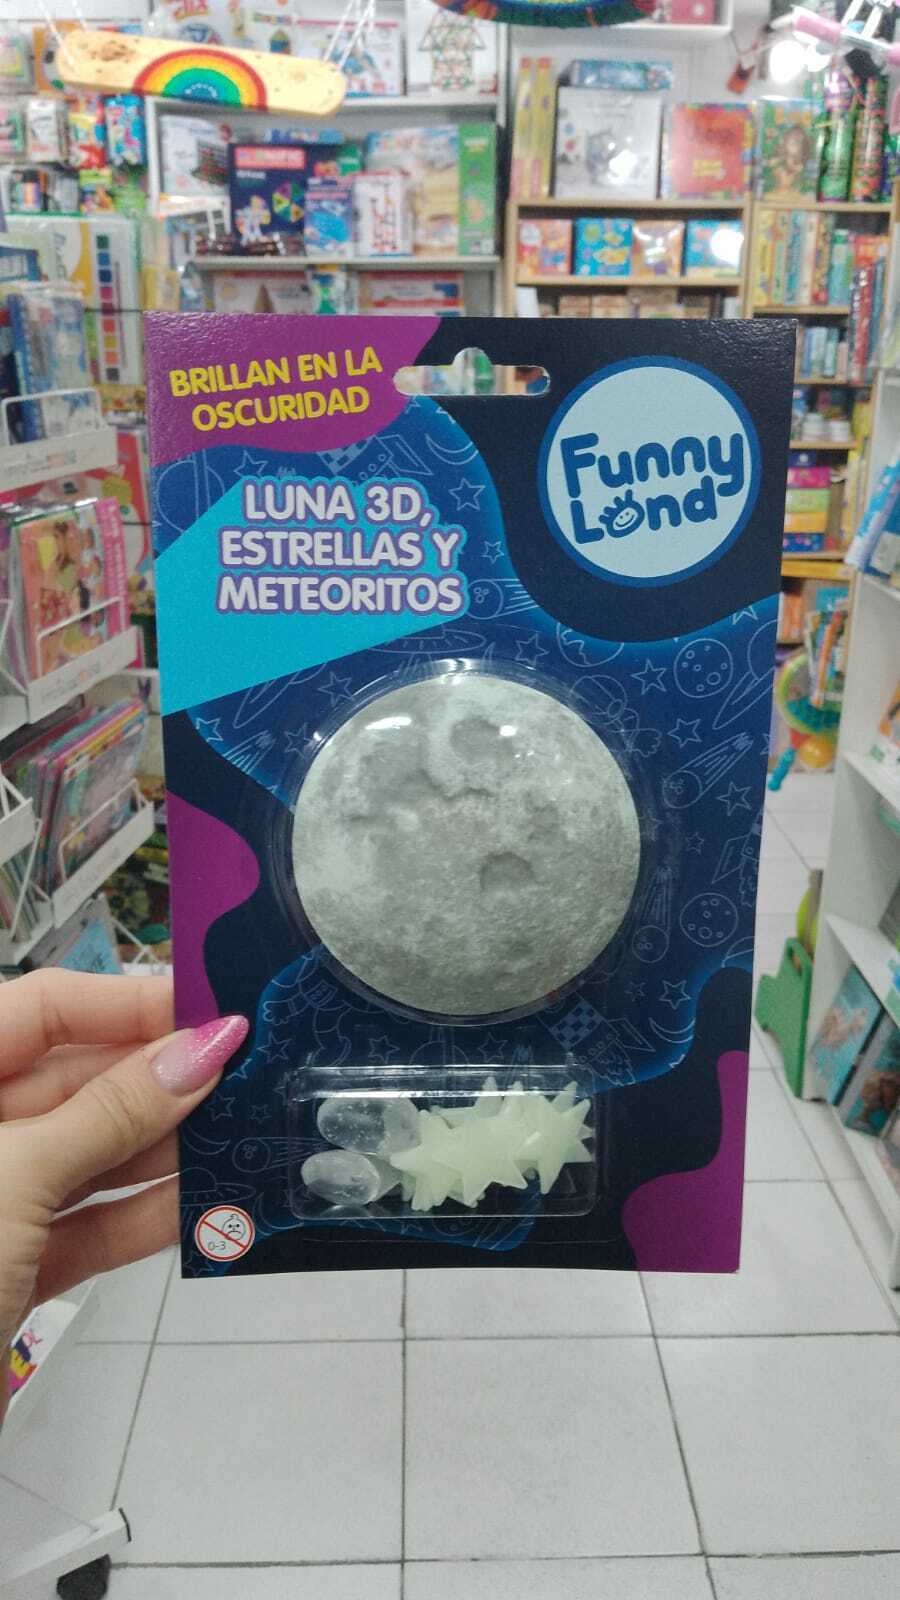 BRILLAN EN LA
OSCURIDAD
Funny
Land
LUNA 3D,
ESTRELLAS Y
METEORITOS
0-3